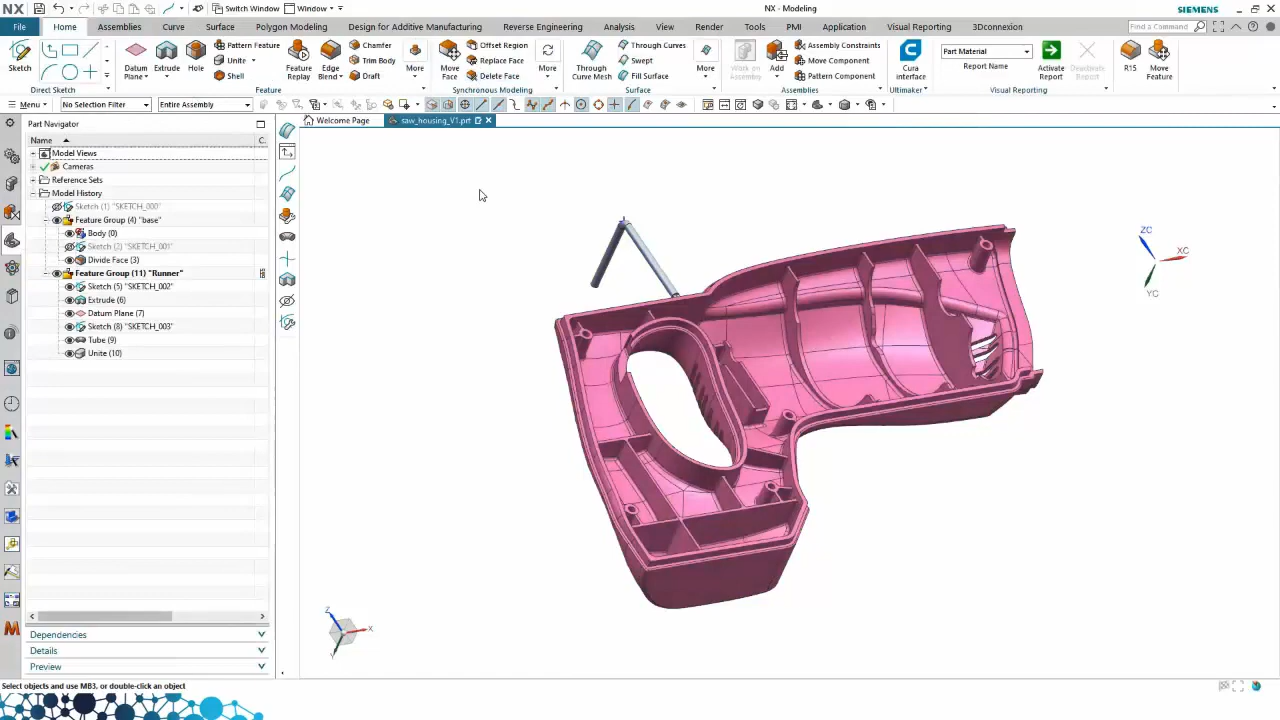 NX
Switch Window
Window
NX - Modeling
SIEMENS
File
Home
Assemblies
Curve
Surface
Polygon Modeling
Design for Additive Manufacturing
Reverse Engineering
Analysis
View
Render
Tools
PMI
Application
Visual Reporting
3Dconnexion
Find a Command
Sketch
Direct Sketch
Datum Plane
Extrude
Hole
Pattern Feature
Unite
Shell
Feature Replay
Edge Blend
Chamfer
Trim Body
Draft
More
Feature
Move Face
Offset Region
Replace Face
Delete Face
More
Synchronous Modeling
Through Curve Mesh
Through Curves
Swept
Fill Surface
More
Surface
Work on Assembly
Add
Assembly Constraints
Move Component
Pattern Component
Assemblies
Cura interface
Ultimaker
Part Material
Report Name
Activate Report
Deactivate Report
Visual Reporting
R15
Move Feature
Menu
No Selection Filter
Entire Assembly
Part Navigator
Welcome Page
saw_housing_V1.prt
Name
C.
Model Views
Cameras
Reference Sets
Model History
Sketch (1) "SKETCH_000"
Feature Group (4) "base"
Body (0)
Sketch (2) "SKETCH_001"
Divide Face (3)
Feature Group (11) "Runner"
Sketch (5) "SKETCH_002"
Extrude (6)
Datum Plane (7)
Sketch (8) "SKETCH_003"
Tube (9)
Unite (10)
ZC
XC
YC
Z
X
Y
Dependencies
Details
Preview
Select objects and use MB3, or double-click an object